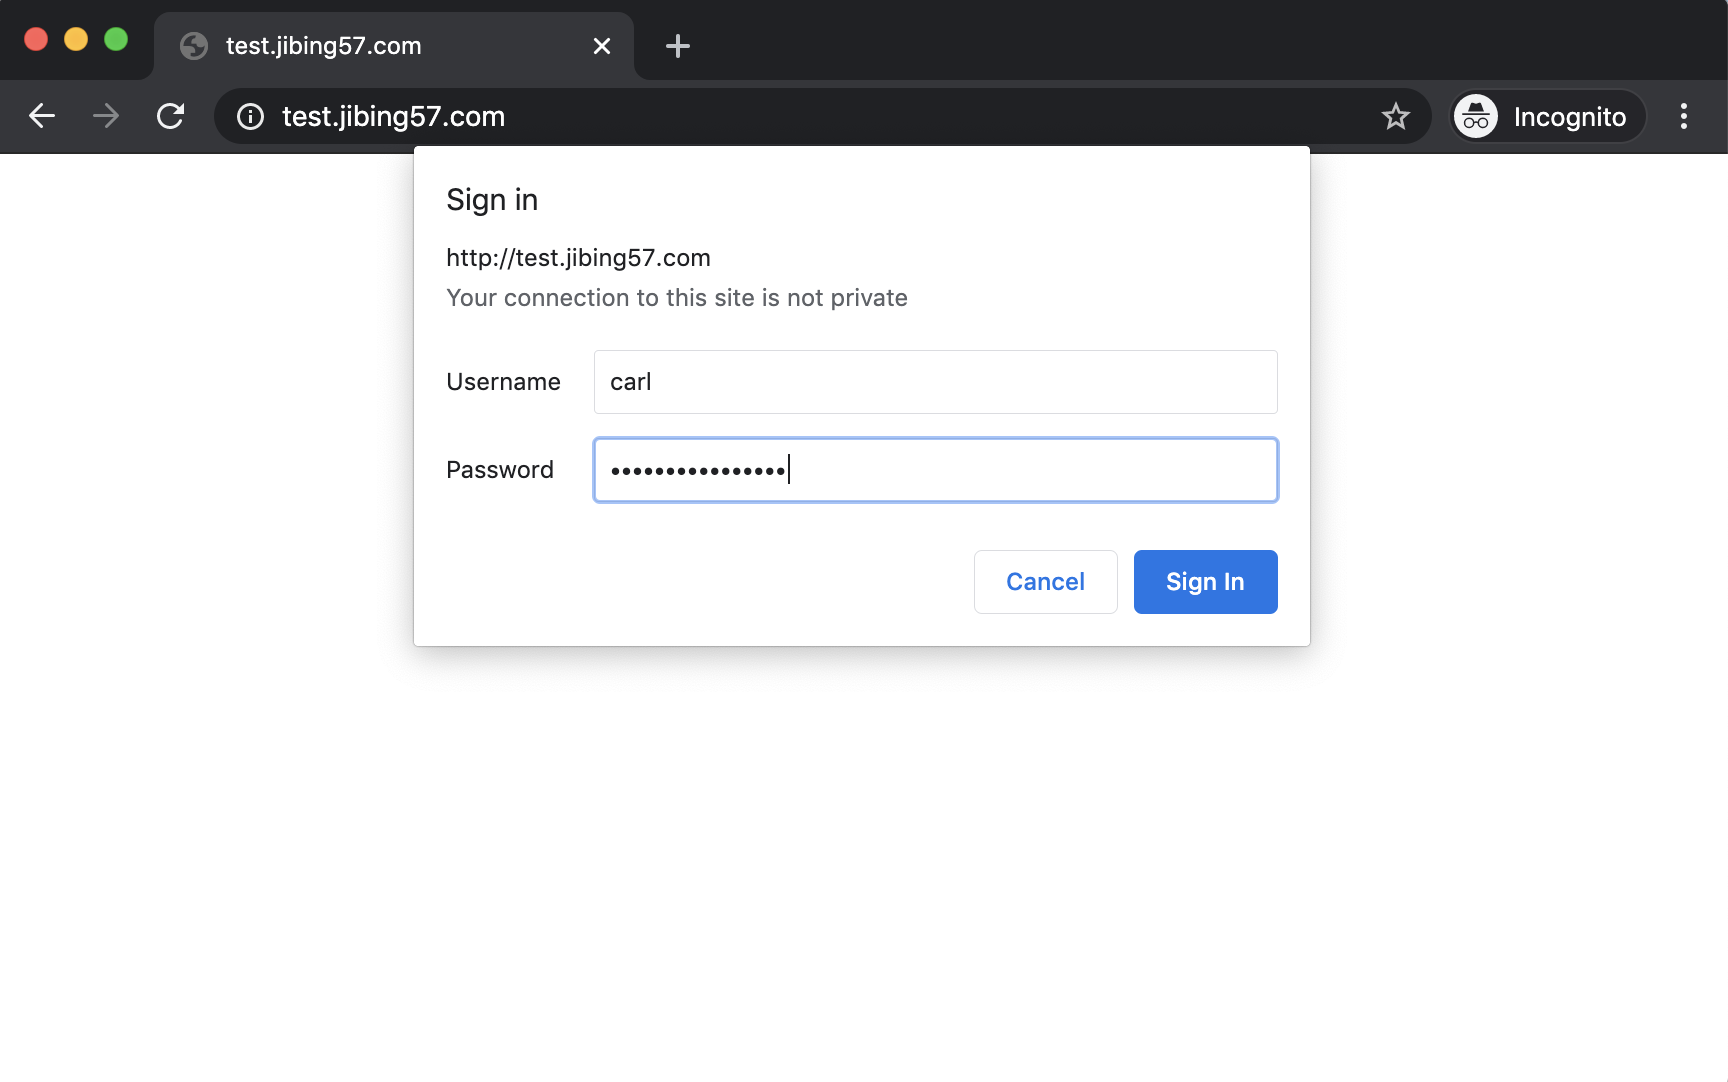 test.jibing57.com
test.jibing57.com
Incognito
Sign in
http://test.jibing57.com
Your connection to this site is not private
Username
carl
Password
••••••••••••••••
Cancel
Sign In